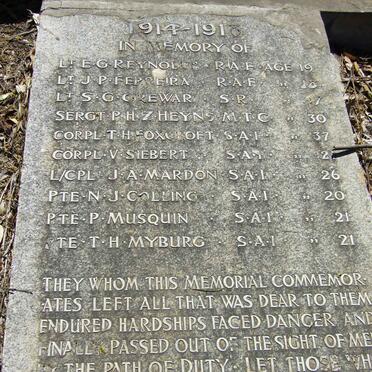 1914-1918
IN MEMORY OF
LT E.G. REYNOLDS R.A.F. AGE 19
LT J.P. FERREIRA R.A.F. "
LT S.G. S.R. "
SERGT P.H.Z. HEYNS M.T.C. " 30
CORPL T.H. FOXCROFT S.A.I. " 37
CORPL V. SIEBERT S.A.I. "
L/CPL J.A. MARDON S.A.I. " 26
PTE N.J. COLLING S.A.I. " 20
PTE P. MUSQUIN S.A.I. " 21
PTE T.H. MYBURG S.A.I. " 21
THEY WHOM THIS MEMORIAL COMMEMOR-
ATES LEFT ALL THAT WAS DEAR TO THEM
ENDURED HARDSHIPS FACED DANGER AND
FINALLY PASSED OUT OF THE SIGHT OF ME
BY THE PATH OF DUTY. LET THOSE WH